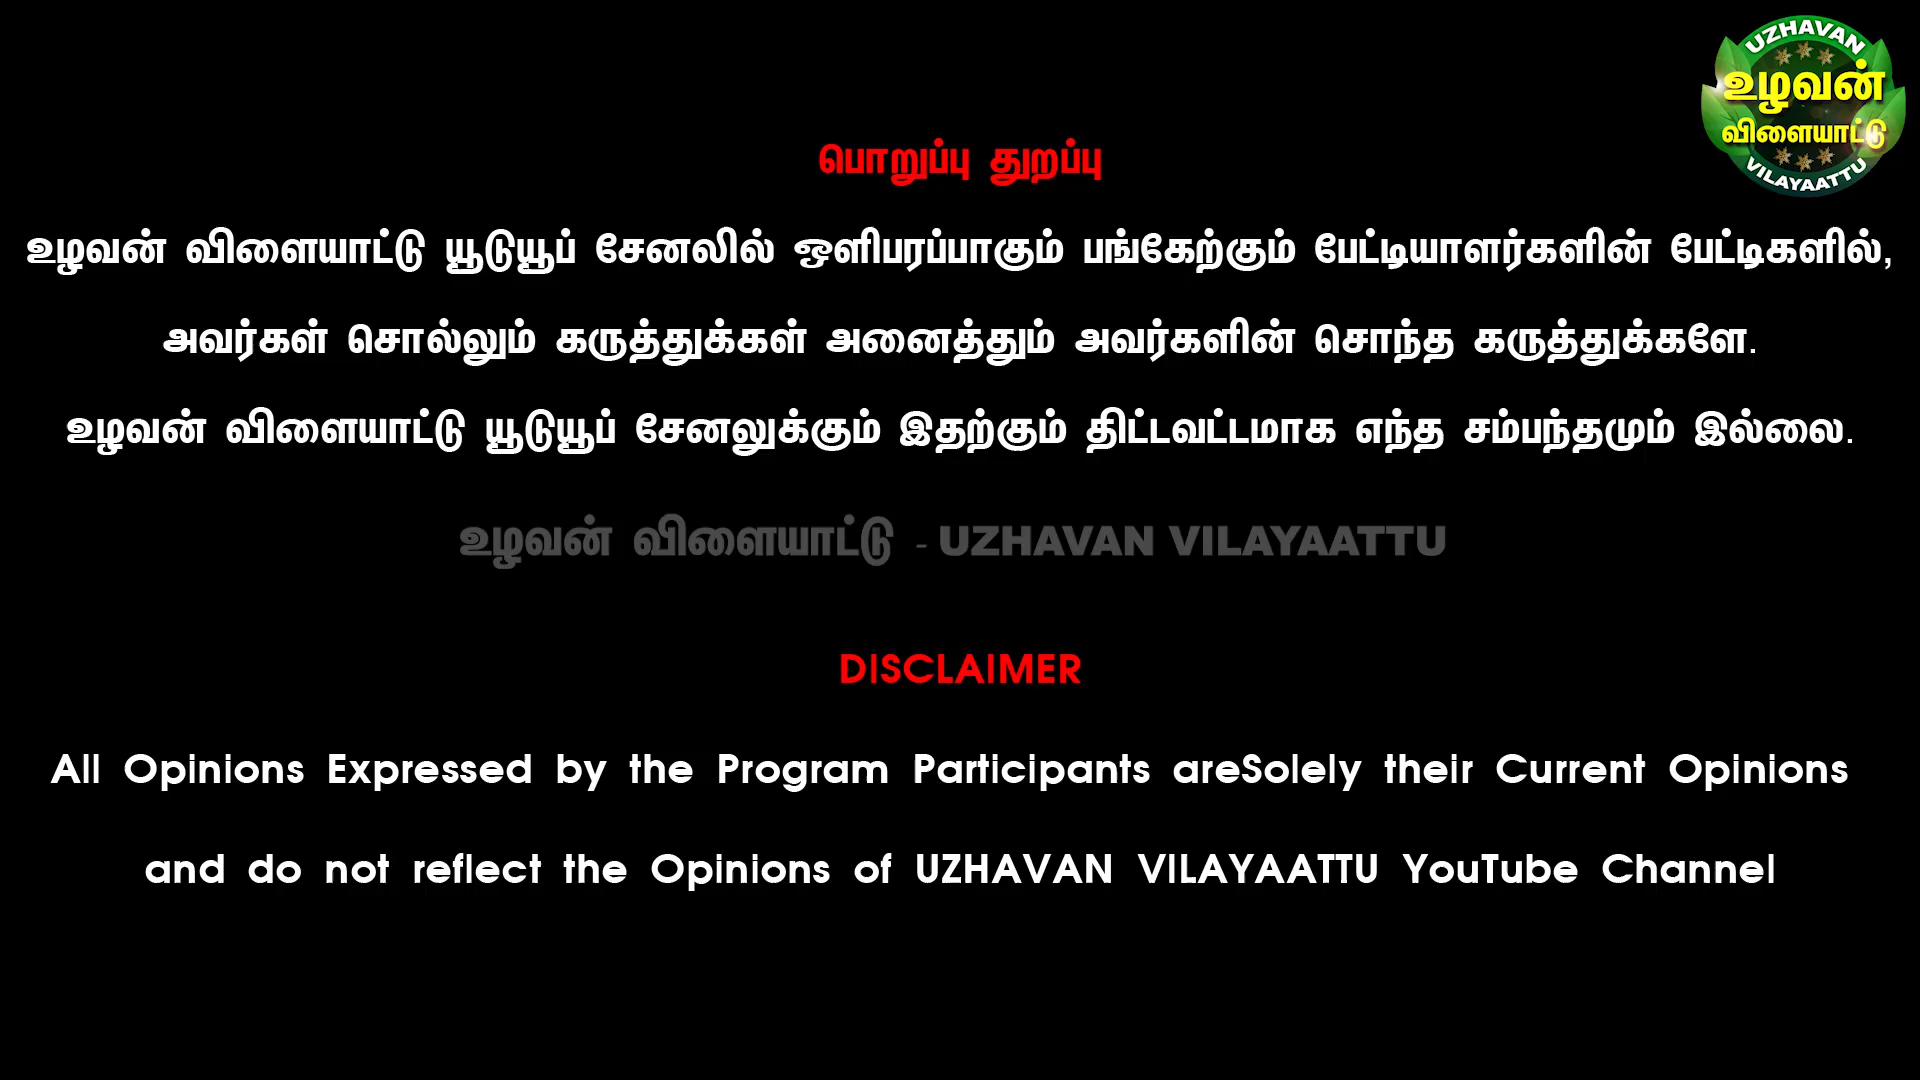 UZHAVAN
உழவன்
விளையாட்டு
VILAYAATTU
பொறுப்பு துறப்பு
உழவன் விளையாட்டு யூடுயூப் சேனலில் ஒளிபரப்பாகும் பங்கேற்கும் பேட்டியாளர்களின் பேட்டிகளில்,
அவர்கள் சொல்லும் கருத்துக்கள் அனைத்தும் அவர்களின் சொந்த கருத்துக்களே.
உழவன் விளையாட்டு யூடுயூப் சேனலுக்கும் இதற்கும் திட்டவட்டமாக எந்த சம்பந்தமும் இல்லை.
உழவன் விளையாட்டு - UZHAVAN VILAYAATTU
DISCLAIMER
All Opinions Expressed by the Program Participants areSolely their Current Opinions
and do not reflect the Opinions of UZHAVAN VILAYAATTU YouTube Channel